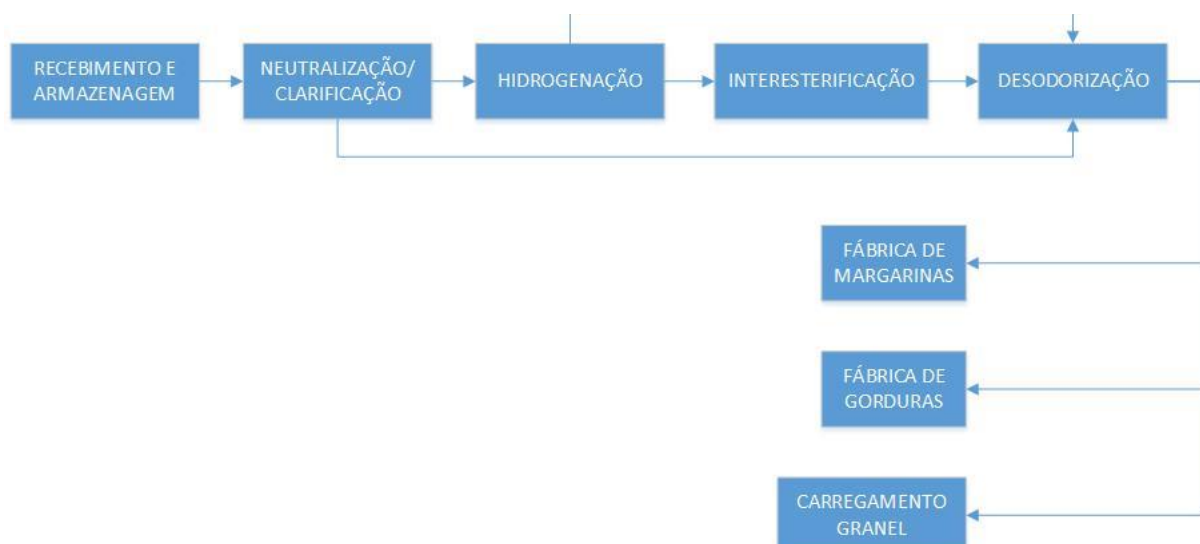 RECEBIMENTO E
ARMAZENAGEM
NEUTRALIZAÇÃO/
CLARIFICAÇÃO
HIDROGENAÇÃO
INTERESTERIFICAÇÃO
DESODORIZAÇÃO
FÁBRICA DE
MARGARINAS
FÁBRICA DE
GORDURAS
CARREGAMENTO
GRANEL